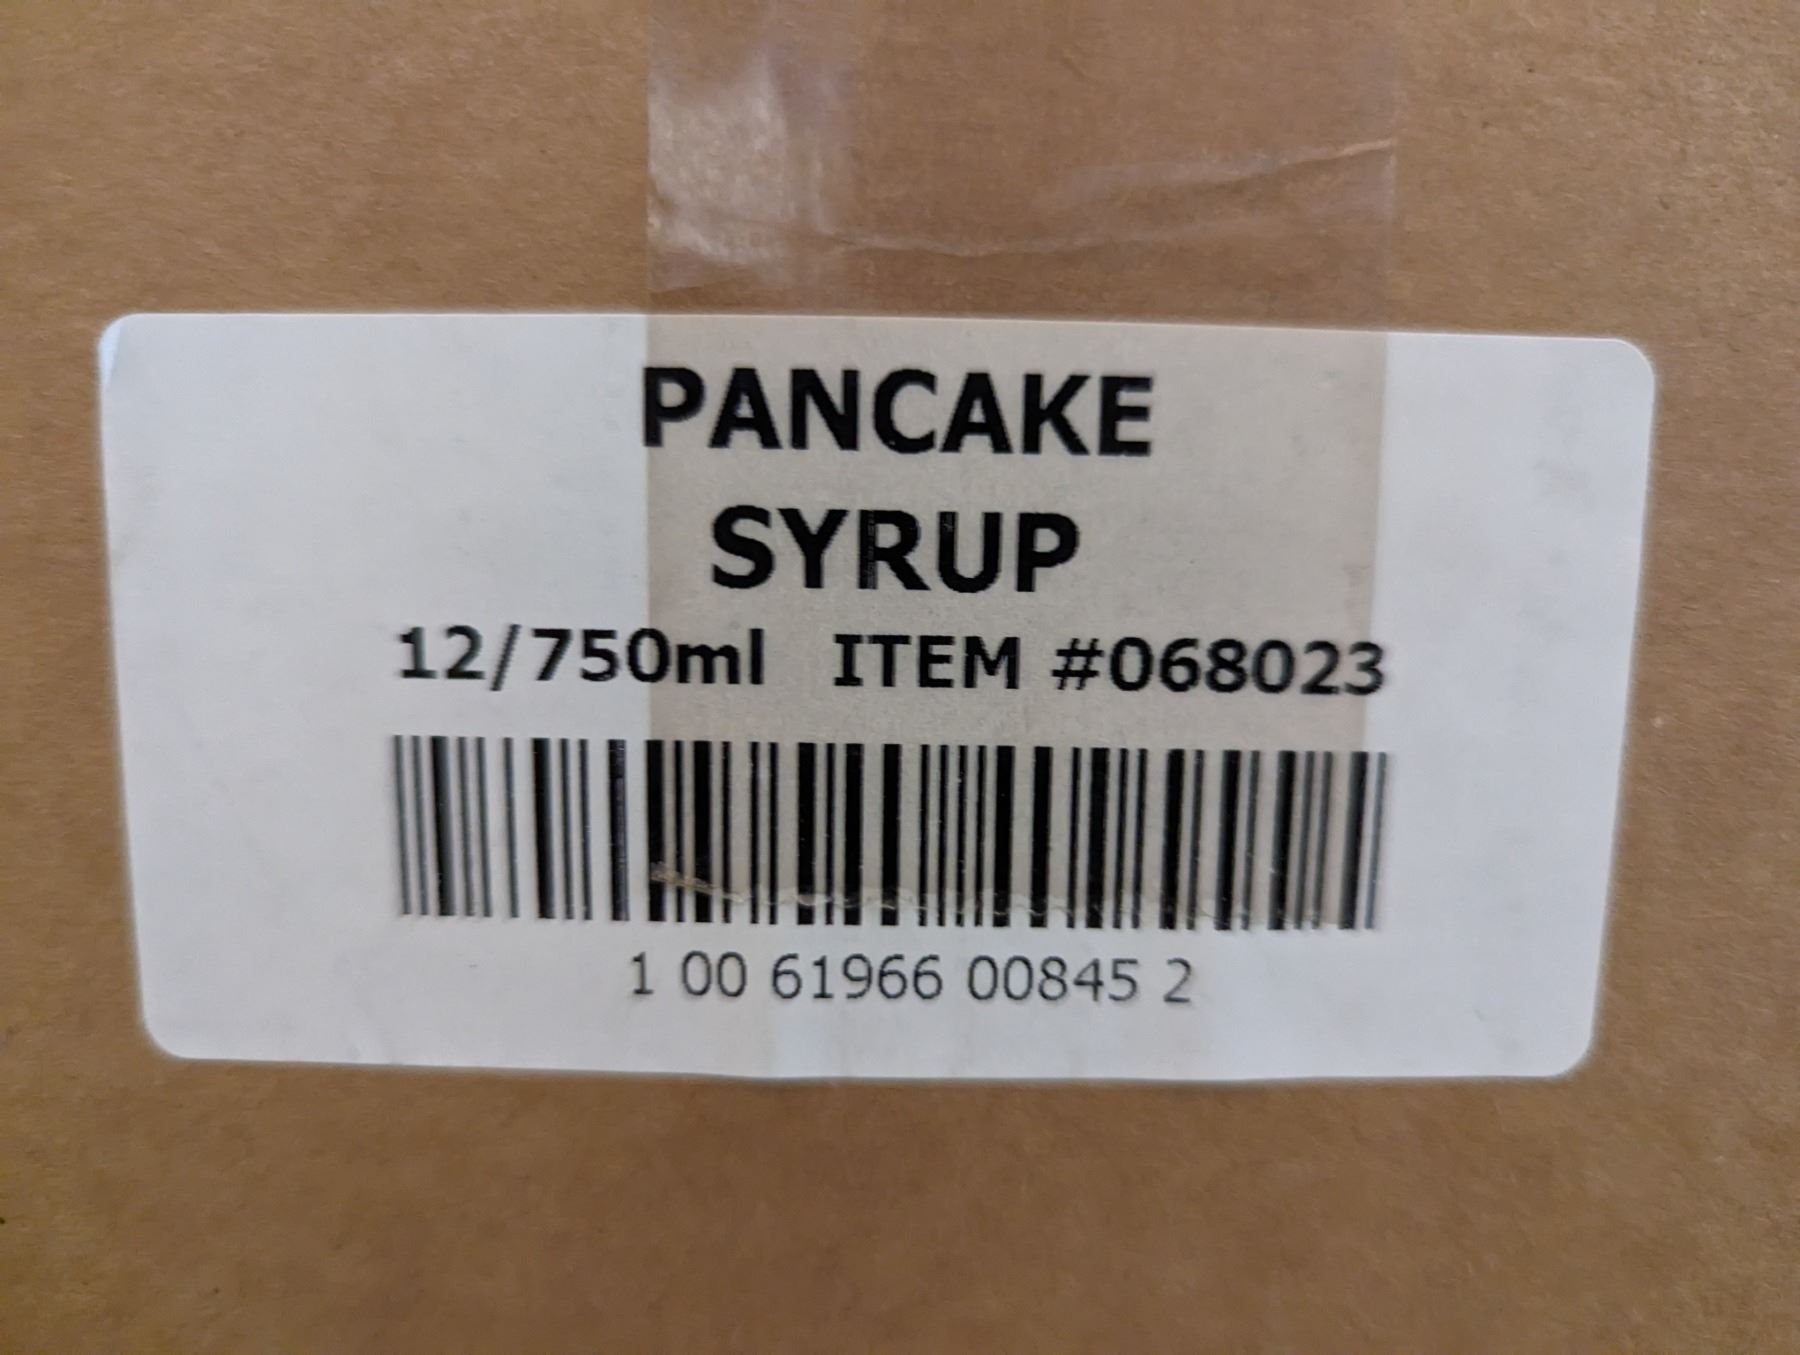 PANCAKE
SYRUP
12/750ml ITEM #068023
1 00 61966 00845 2